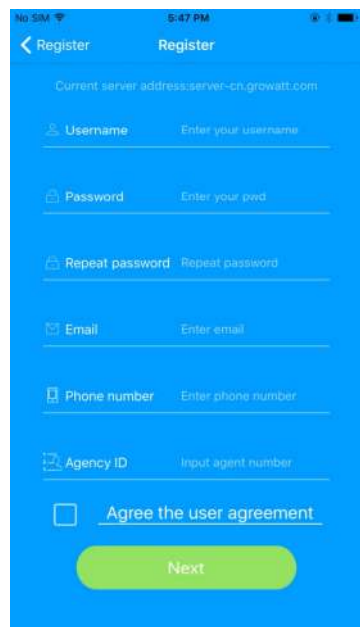 No SIM 5:47 PM
Register Register
Current server address:server-cn.growatt.com
Username Enter your username
Password Enter your pwd
Repeat password Repeat password
Email Enter email
Phone number Enter phone number
Agency ID Input agent number
Agree the user agreement
Next